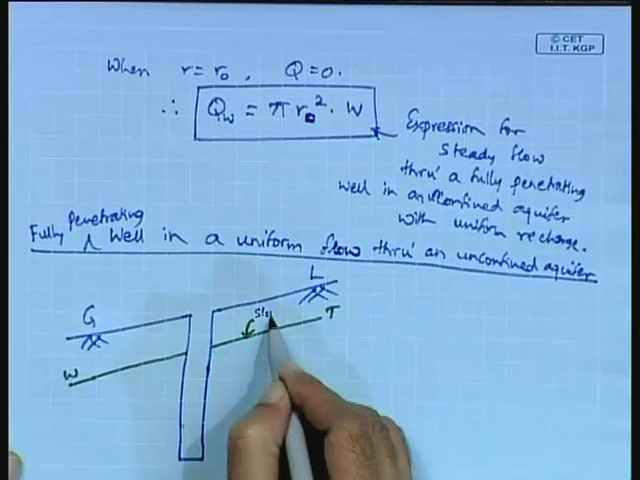 © CET
I.I.T. KGP
When r = r₀, Q = 0.
∴ Q_w = π r₀² · W
Expression for
steady flow
thru' a fully penetrating
well in an unconfined aquifer
with uniform recharge.
Fully penetrating Well in a uniform flow thru' an unconfined aquifer
G L
Slo
W T